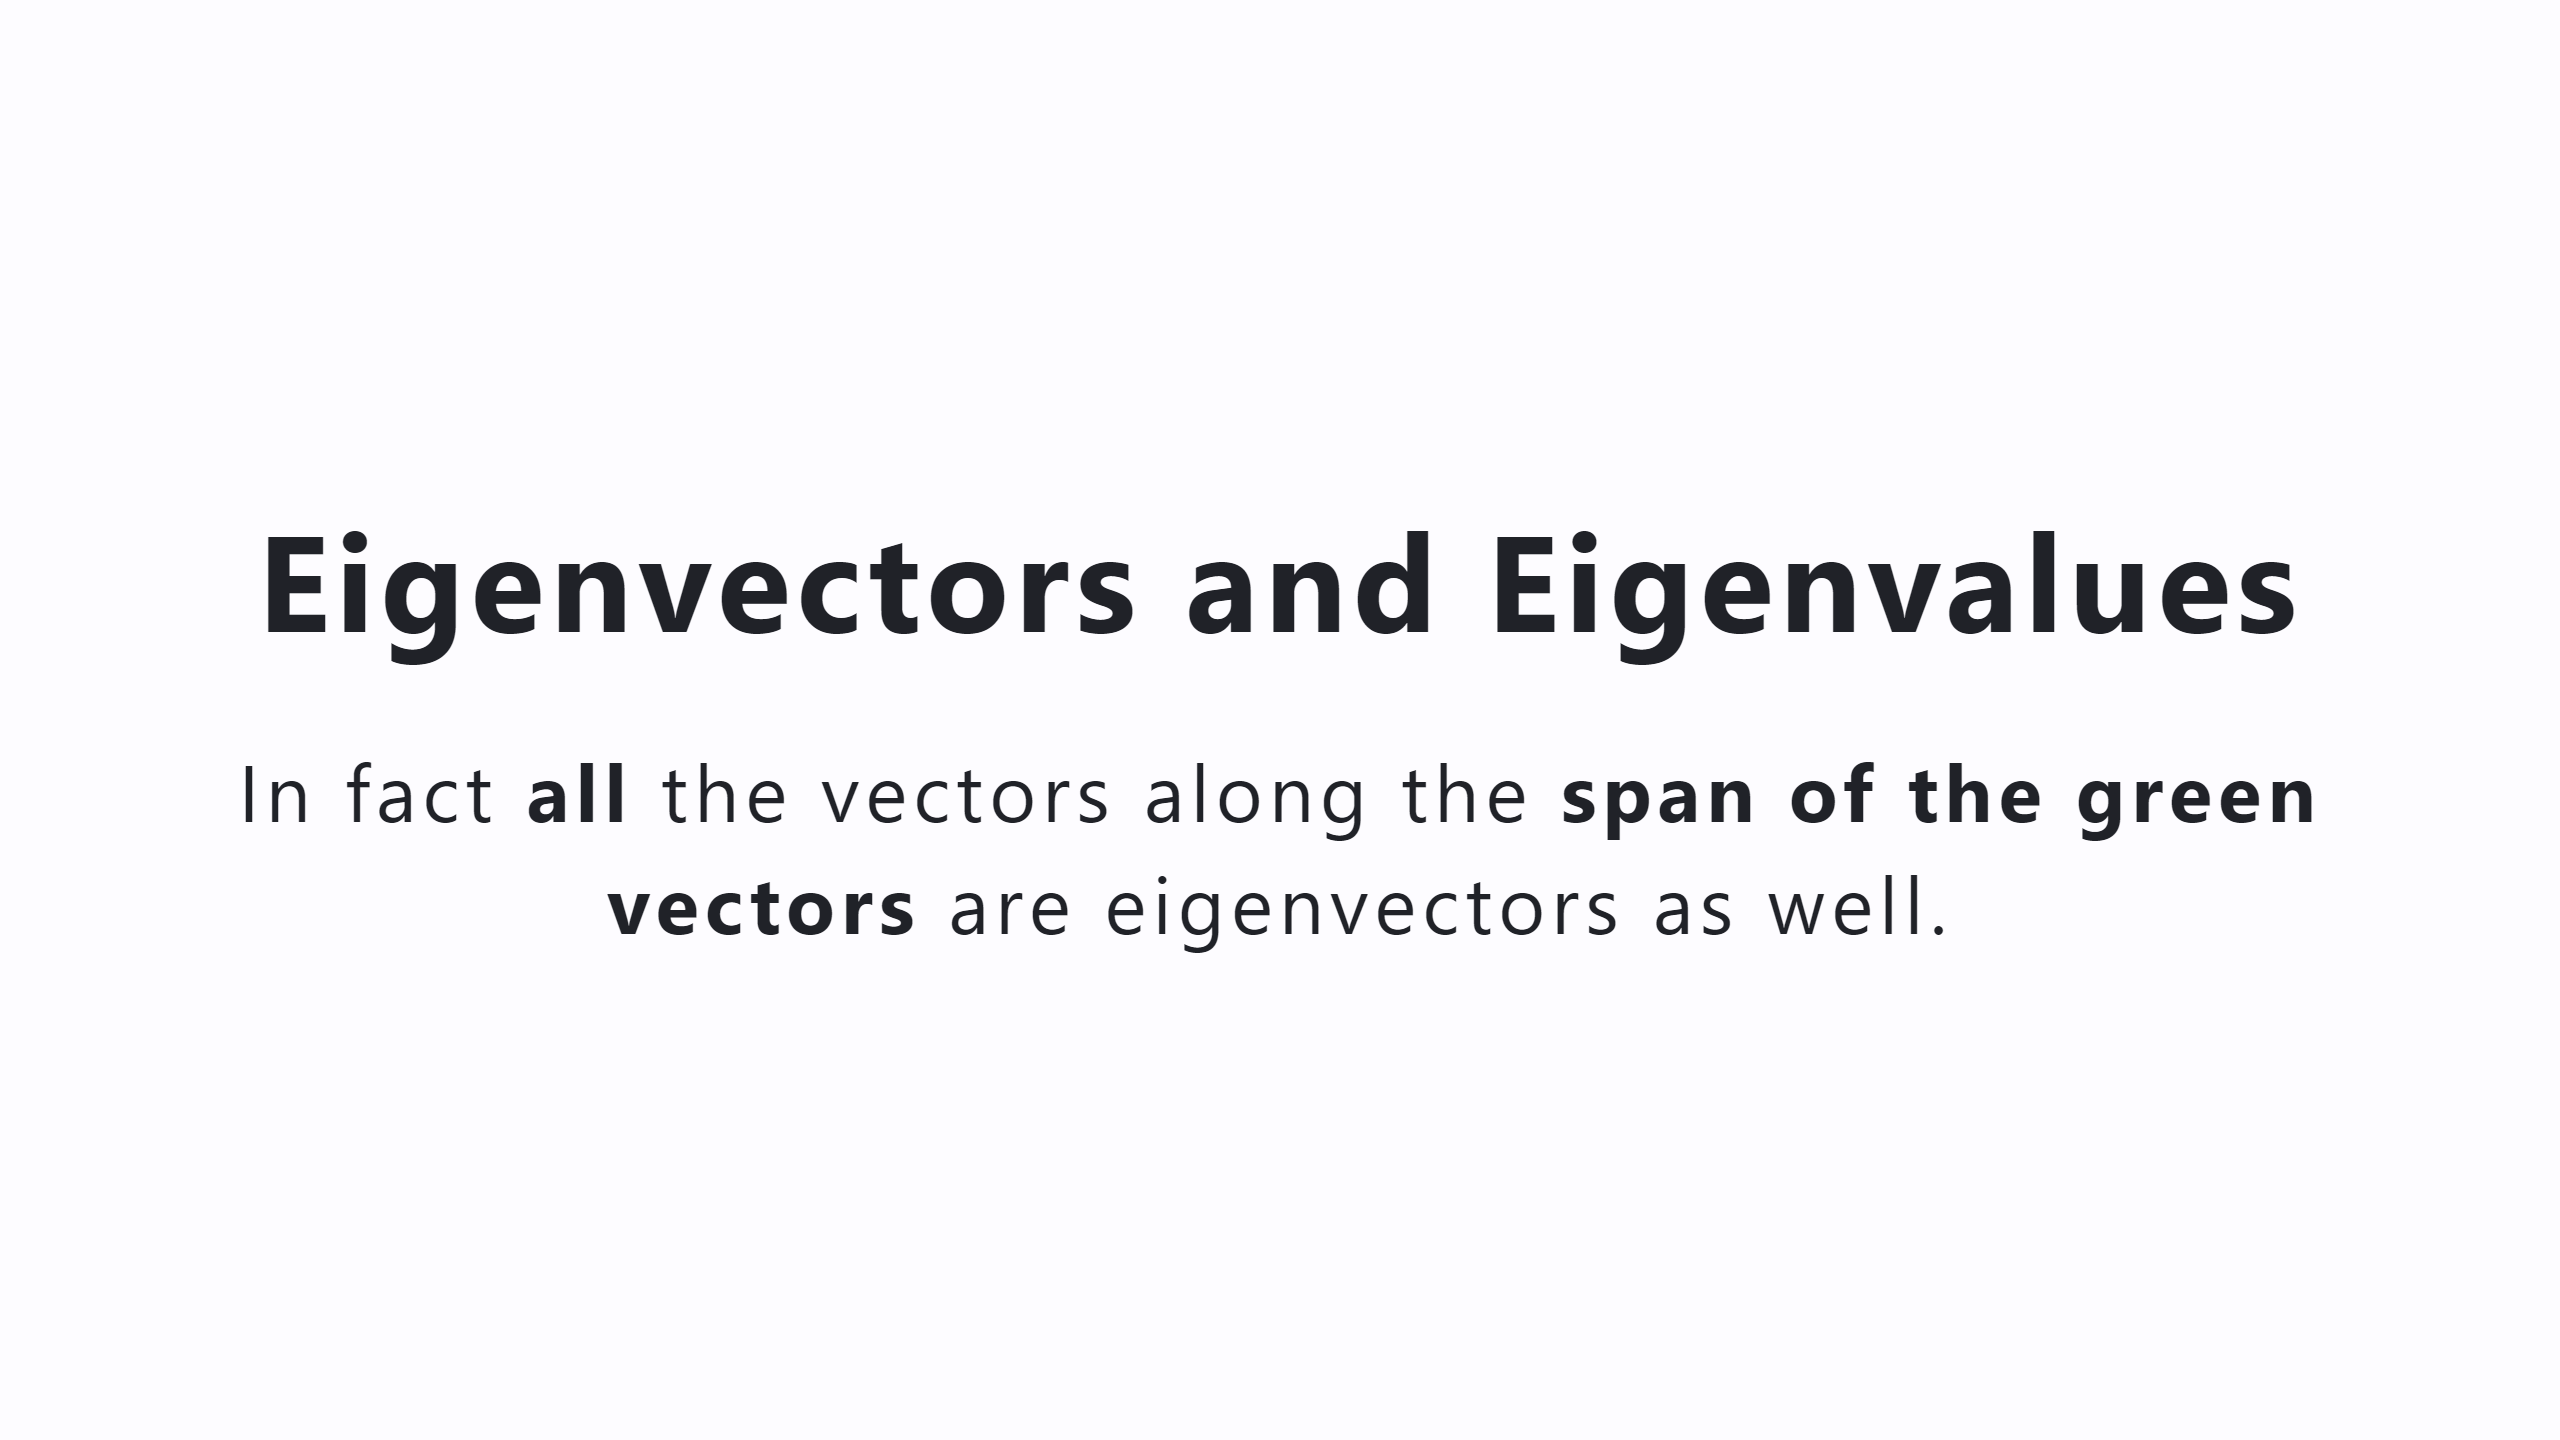 Eigenvectors and Eigenvalues
In fact all the vectors along the span of the green
vectors are eigenvectors as well.